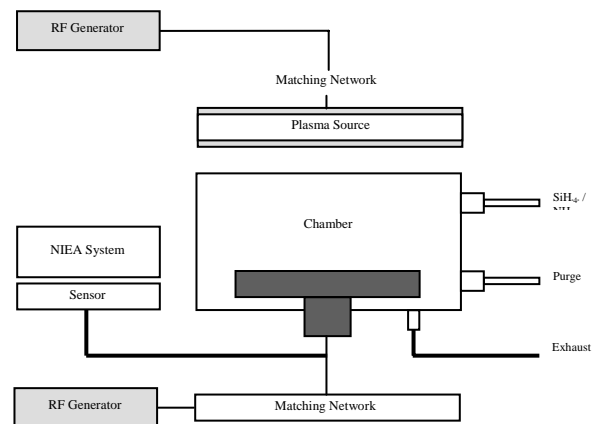 RF Generator
Matching Network
Plasma Source
SiH4. /
Chamber
NIEA System
Purge
Sensor
Exhaust
RF Generator
Matching Network